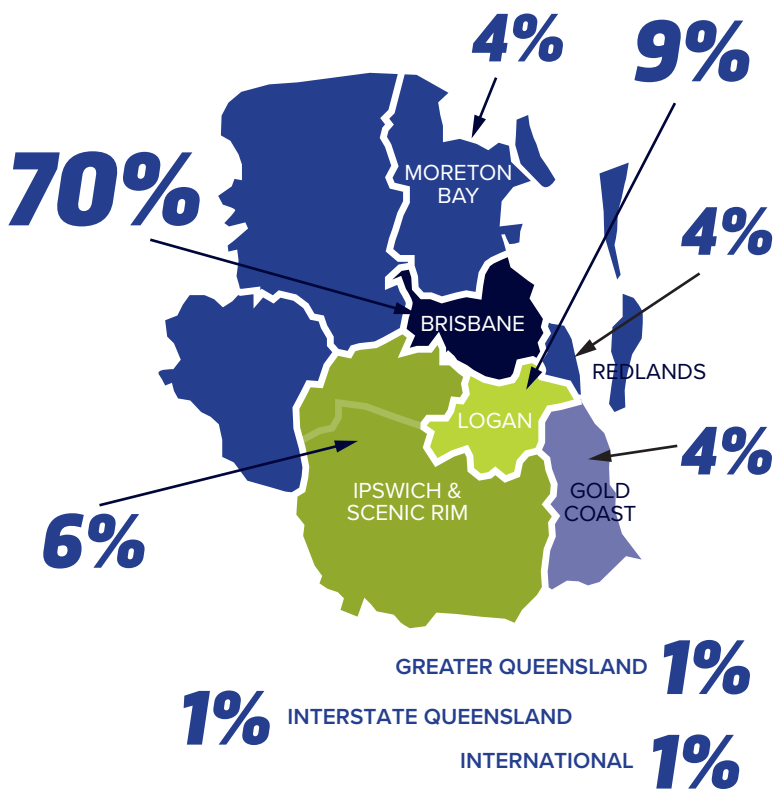 4%
9%
70%
MORETON
BAY
4%
BRISBANE
REDLANDS
LOGAN
4%
IPSWICH &
SCENIC RIM
GOLD
COAST
6%
GREATER QUEENSLAND 1%
1% INTERSTATE QUEENSLAND
INTERNATIONAL 1%